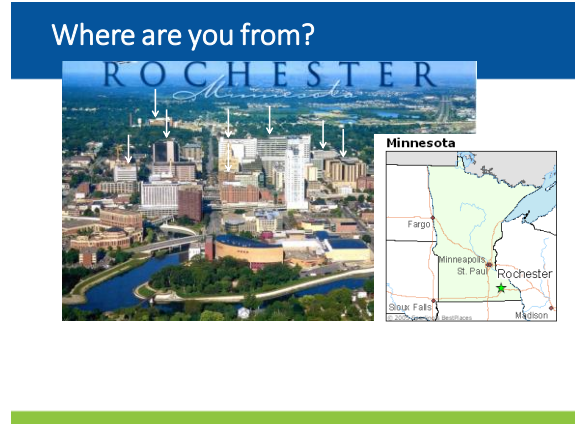 Where are you from?
ROCHESTER
Minnesota
Minnesota
Fargo
Minneapolis
St. Paul
Rochester
Sioux Falls
Madison